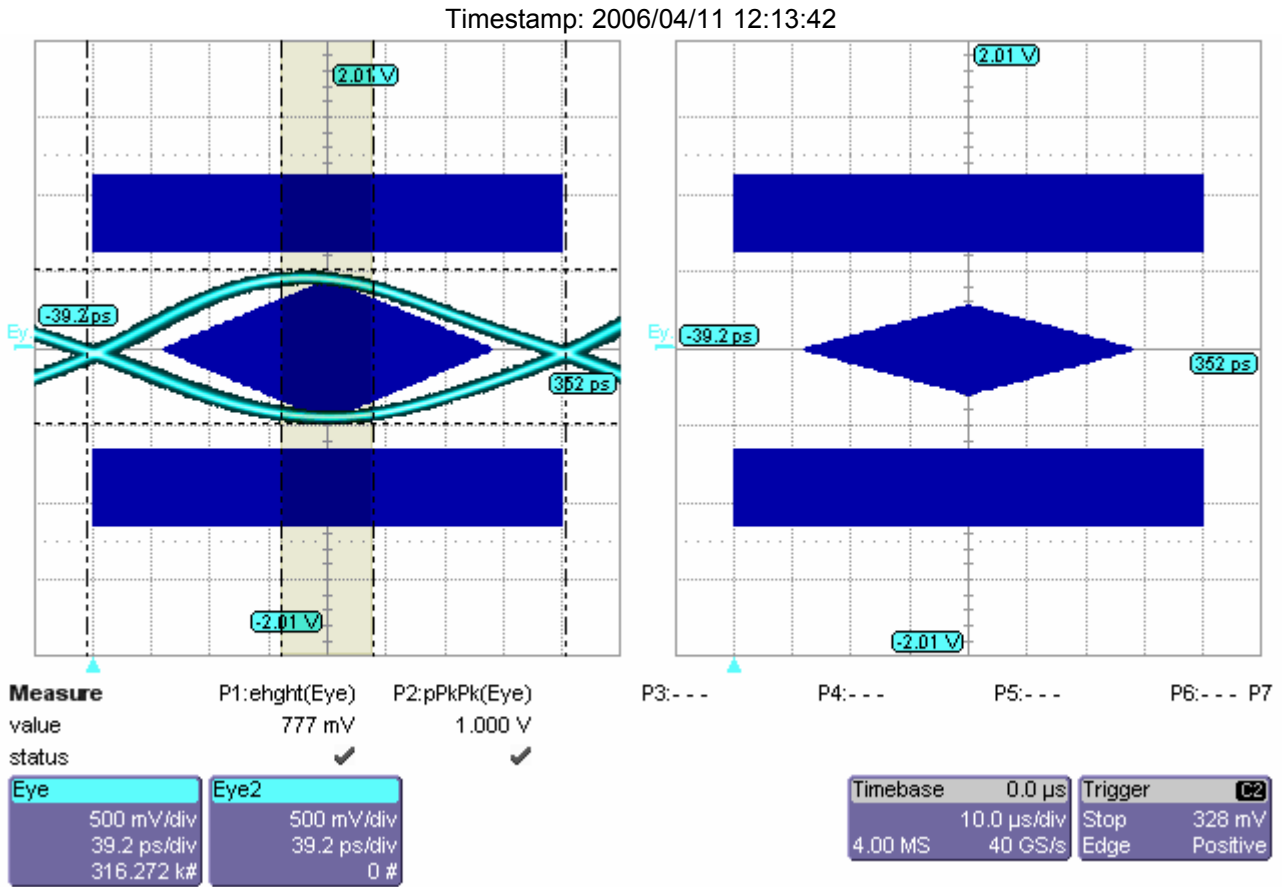 Timestamp: 2006/04/11 12:13:42
2.01 V 2.01 V
-39.2 ps -39.2 ps
Ey. Ey.
352 ps 352 ps
-2.01 V -2.01 V
Measure P1:ehght(Eye) P2:pPkPk(Eye) P3:- - - P4:- - - P5:- - - P6:- - - P7
value 777 mV 1.000 V
status
Eye Eye2 Timebase 0.0 µs Trigger C2
500 mV/div 500 mV/div 10.0 µs/div Stop 328 mV
39.2 ps/div 39.2 ps/div 4.00 MS 40 GS/s Edge Positive
316.272 k# 0 #